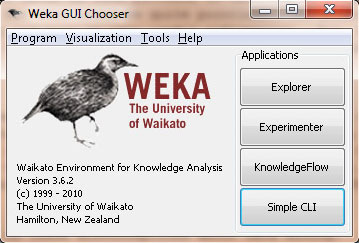 Weka GUI Chooser
Program Visualization Tools Help
WEKA
The University
of Waikato
Waikato Environment for Knowledge Analysis
Version 3.6.2
(c) 1999 - 2010
The University of Waikato
Hamilton, New Zealand
Applications
Explorer
Experimenter
KnowledgeFlow
Simple CLI